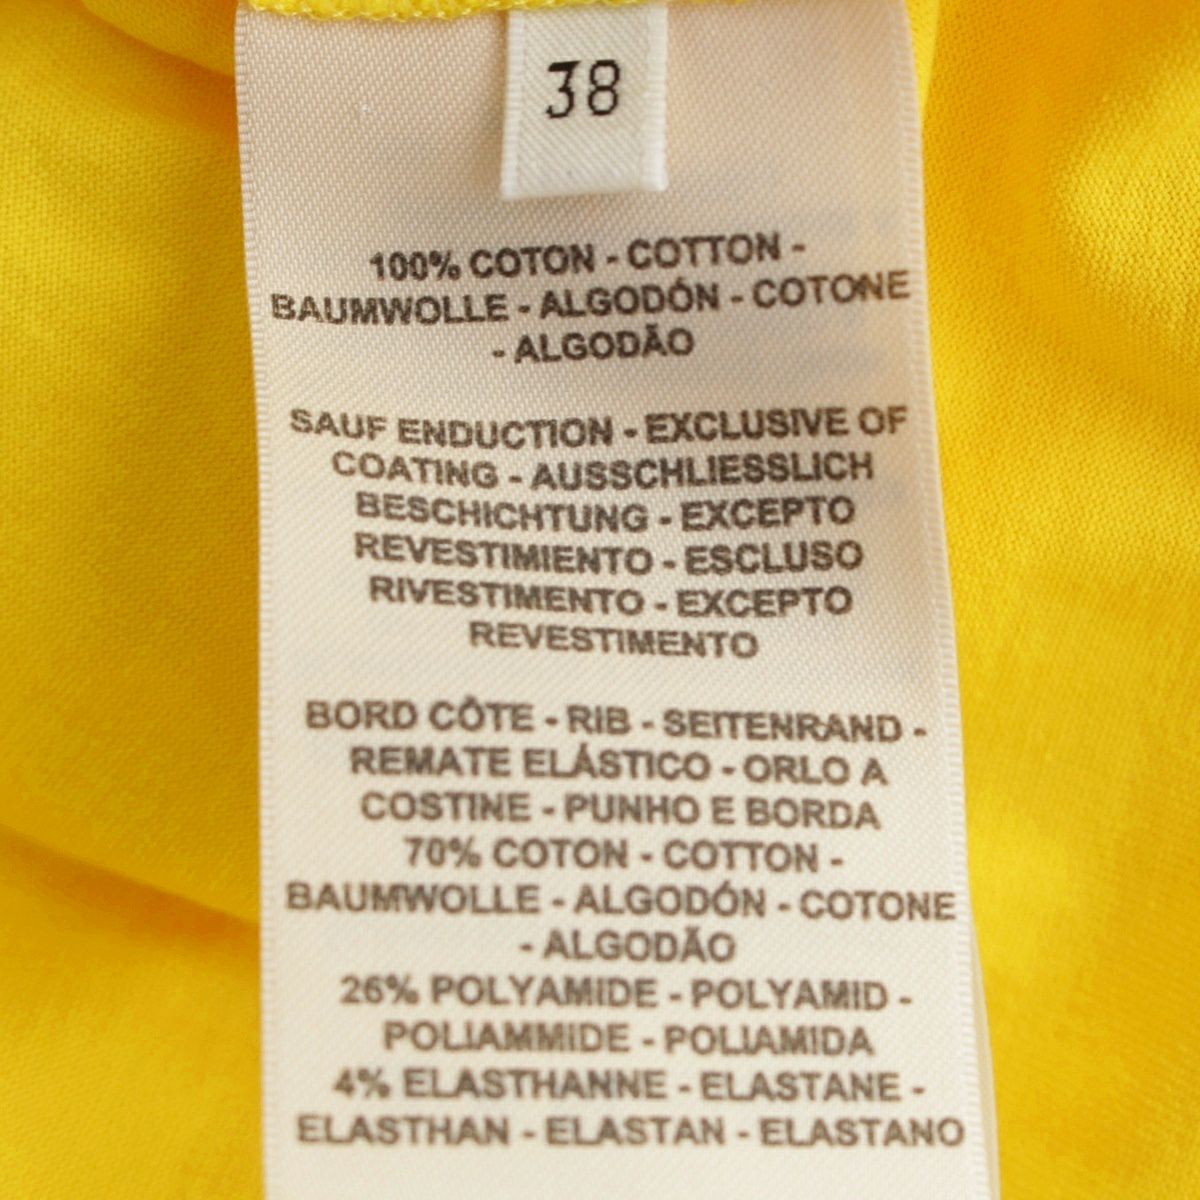 38
100% COTON - COTTON -
BAUMWOLLE - ALGODÓN - COTONE
- ALGODÃO
SAUF ENDUCTION - EXCLUSIVE OF
COATING - AUSSCHLIESSLICH
BESCHICHTUNG - EXCEPTO
REVESTIMIENTO - ESCLUSO
RIVESTIMENTO - EXCEPTO
REVESTIMENTO
BORD CÔTE - RIB - SEITENRAND -
REMATE ELÁSTICO - ORLO A
COSTINE - PUNHO E BORDA
70% COTON - COTTON -
BAUMWOLLE - ALGODÓN - COTONE
- ALGODÃO
26% POLYAMIDE - POLYAMID -
POLIAMMIDE - POLIAMIDA
4% ELASTHANNE - ELASTANE -
ELASTHAN - ELASTAN - ELASTANO